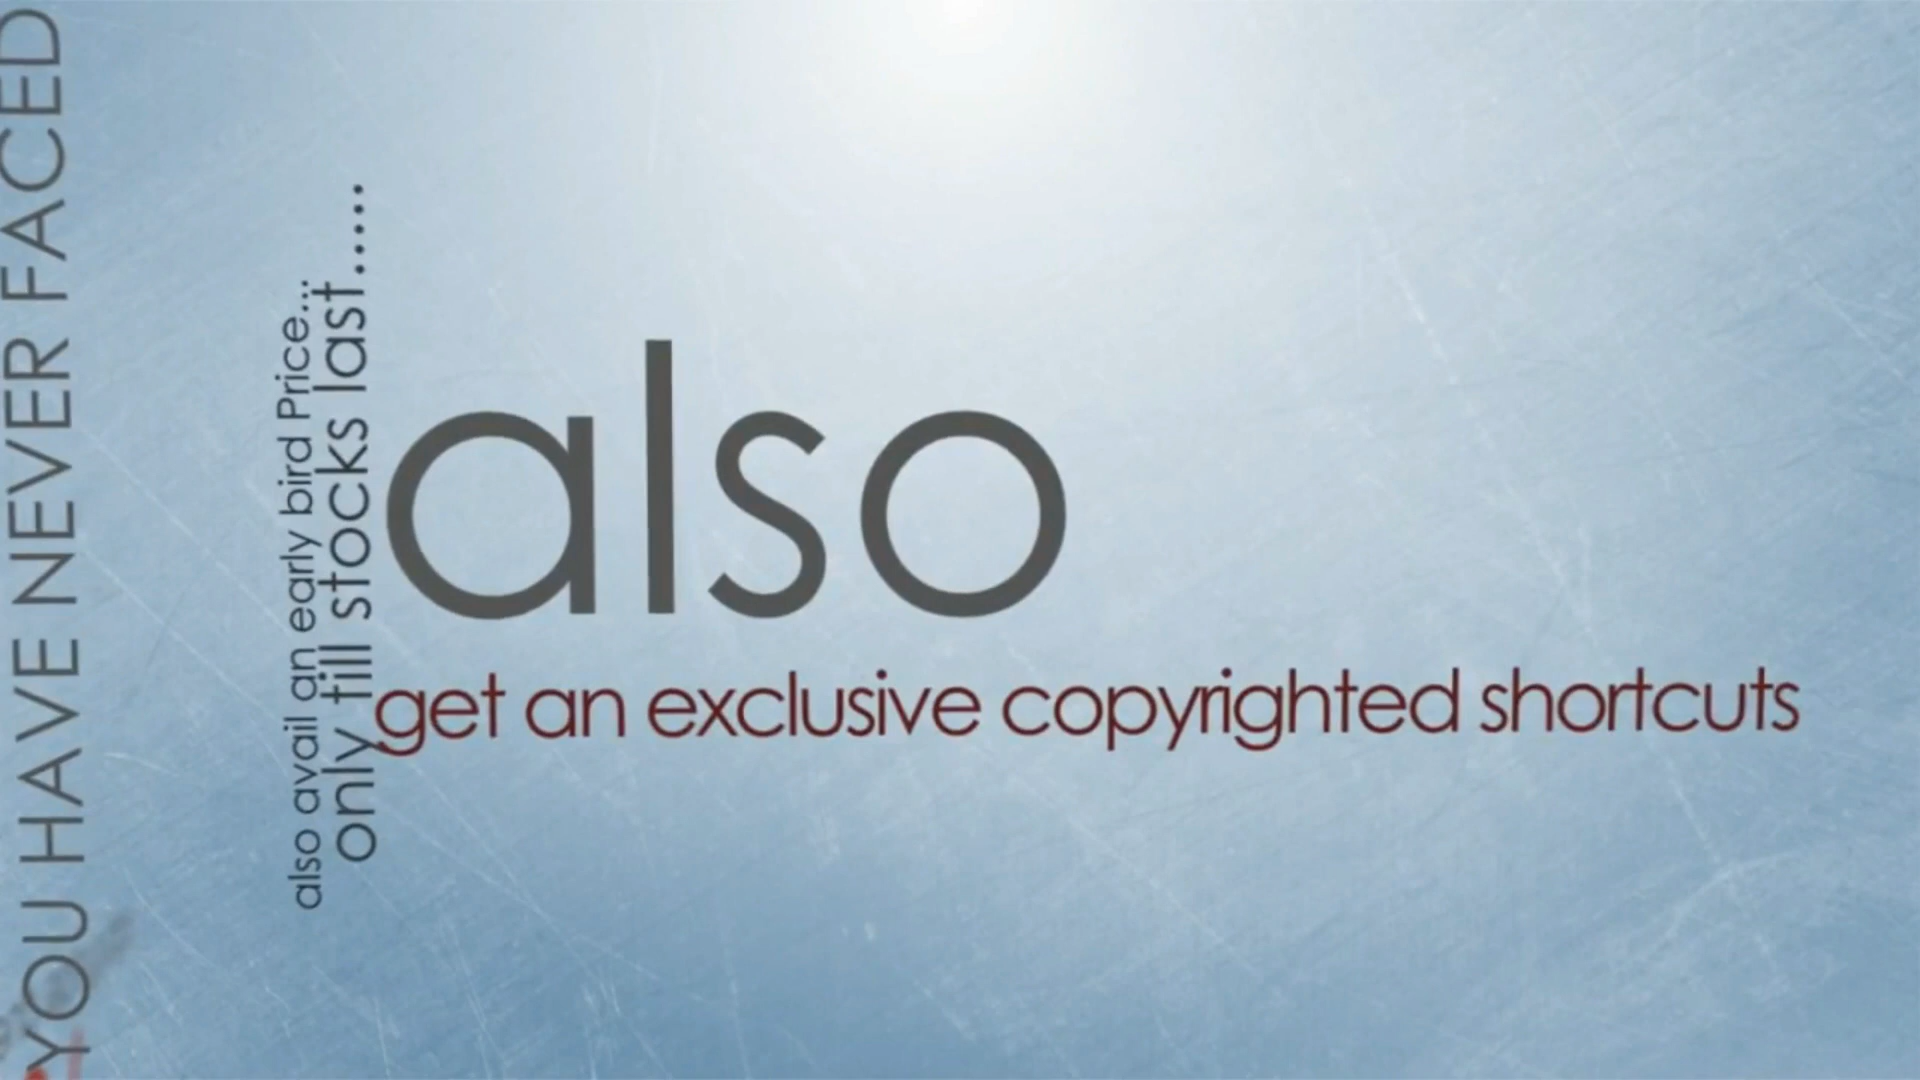 YOU HAVE NEVER FACED
also avail an early bird Price...
only till stocks last.....
also
get an exclusive copyrighted shortcuts